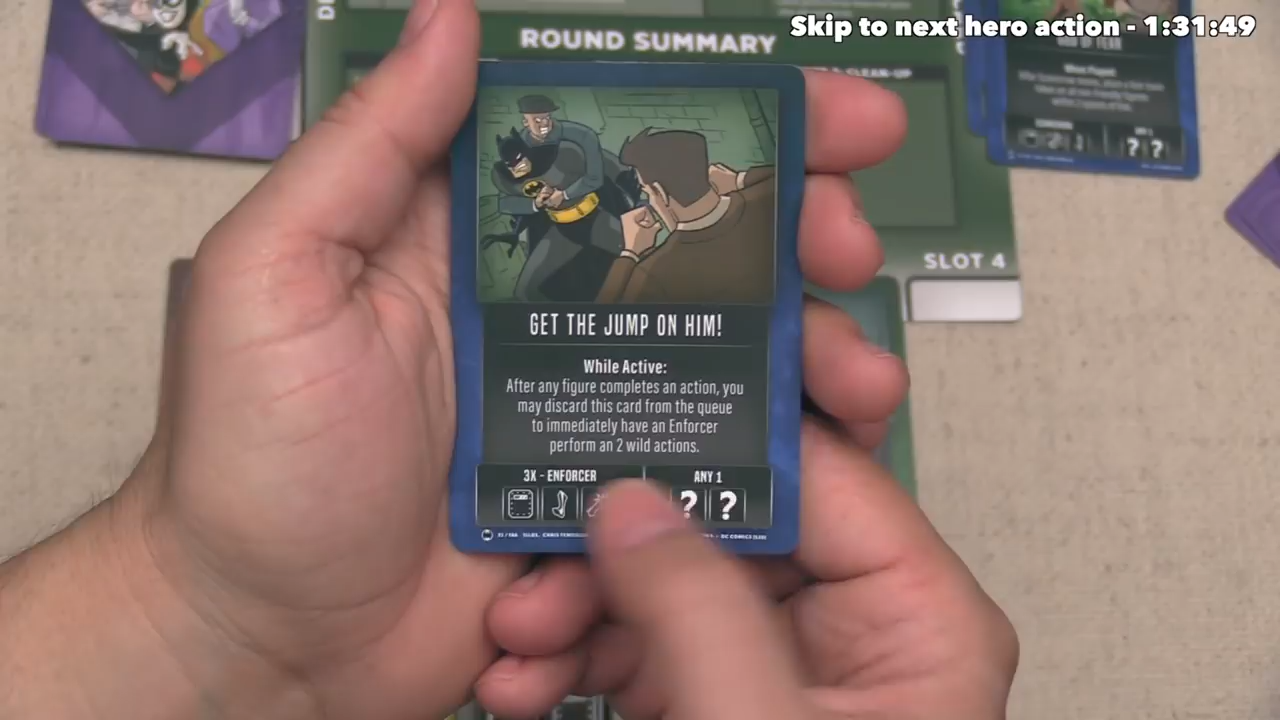 Skip to next hero action - 1:31:49
ROUND SUMMARY
CLEAN-UP
SLOT 4
GET THE JUMP ON HIM!
While Active:
After any figure completes an action, you
may discard this card from the queue
to immediately have an Enforcer
perform an 2 wild actions.
3X - ENFORCER
ANY 1
? ?
? ?